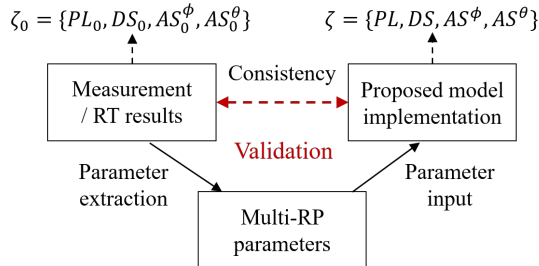 ζ₀ = {PL₀, DS₀, AS₀^ϕ, AS₀^θ}
ζ = {PL, DS, AS^ϕ, AS^θ}
Measurement
/ RT results
Consistency
Proposed model
implementation
Validation
Parameter
extraction
Parameter
input
Multi-RP
parameters